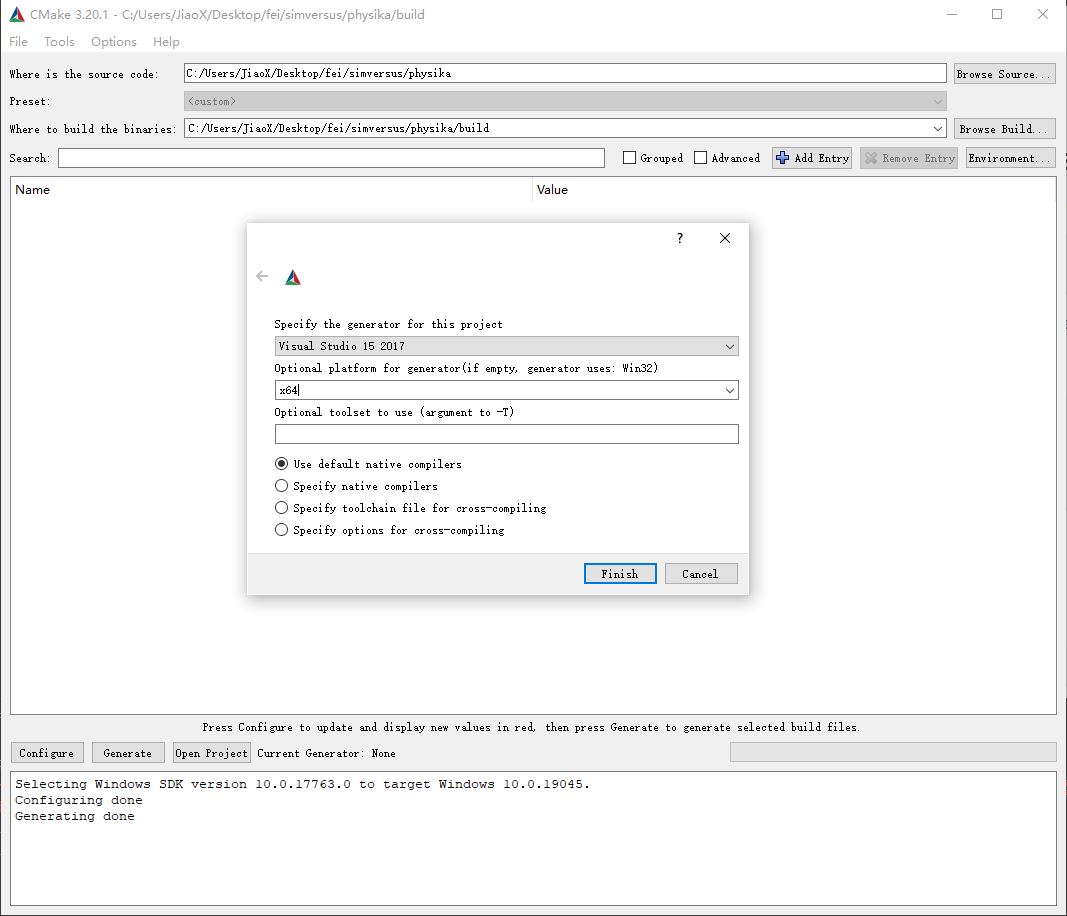 CMake 3.20.1 - C:/Users/JiaoX/Desktop/fei/simversus/physika/build
File Tools Options Help
Where is the source code: C:/Users/JiaoX/Desktop/fei/simversus/physika Browse Source...
Preset: <custom>
Where to build the binaries: C:/Users/JiaoX/Desktop/fei/simversus/physika/build Browse Build...
Search: Grouped Advanced Add Entry Remove Entry Environment...
Name Value
?
Specify the generator for this project
Visual Studio 15 2017
Optional platform for generator(if empty, generator uses: Win32)
x64
Optional toolset to use (argument to -T)
Use default native compilers
Specify native compilers
Specify toolchain file for cross-compiling
Specify options for cross-compiling
Finish Cancel
Press Configure to update and display new values in red, then press Generate to generate selected build files.
Configure Generate Open Project Current Generator: None
Selecting Windows SDK version 10.0.17763.0 to target Windows 10.0.19045.
Configuring done
Generating done